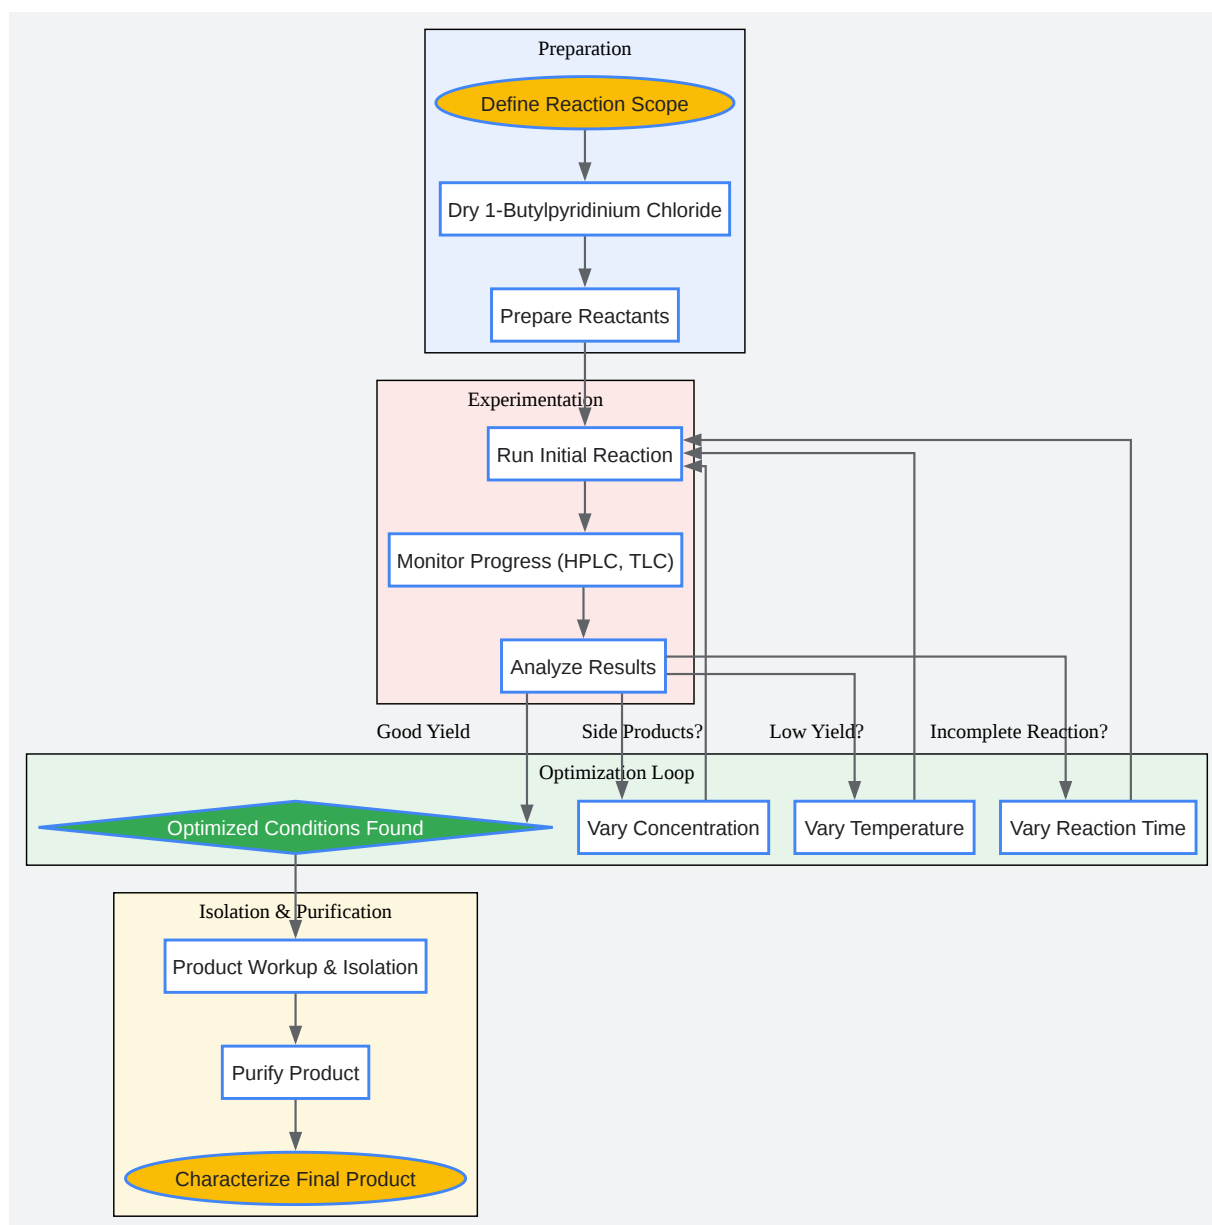 Preparation
Define Reaction Scope
Dry 1-Butylpyridinium Chloride
Prepare Reactants
Experimentation
Run Initial Reaction
Monitor Progress (HPLC, TLC)
Analyze Results
Good Yield
Side Products?
Low Yield?
Incomplete Reaction?
Optimization Loop
Optimized Conditions Found
Vary Concentration
Vary Temperature
Vary Reaction Time
Isolation & Purification
Product Workup & Isolation
Purify Product
Characterize Final Product